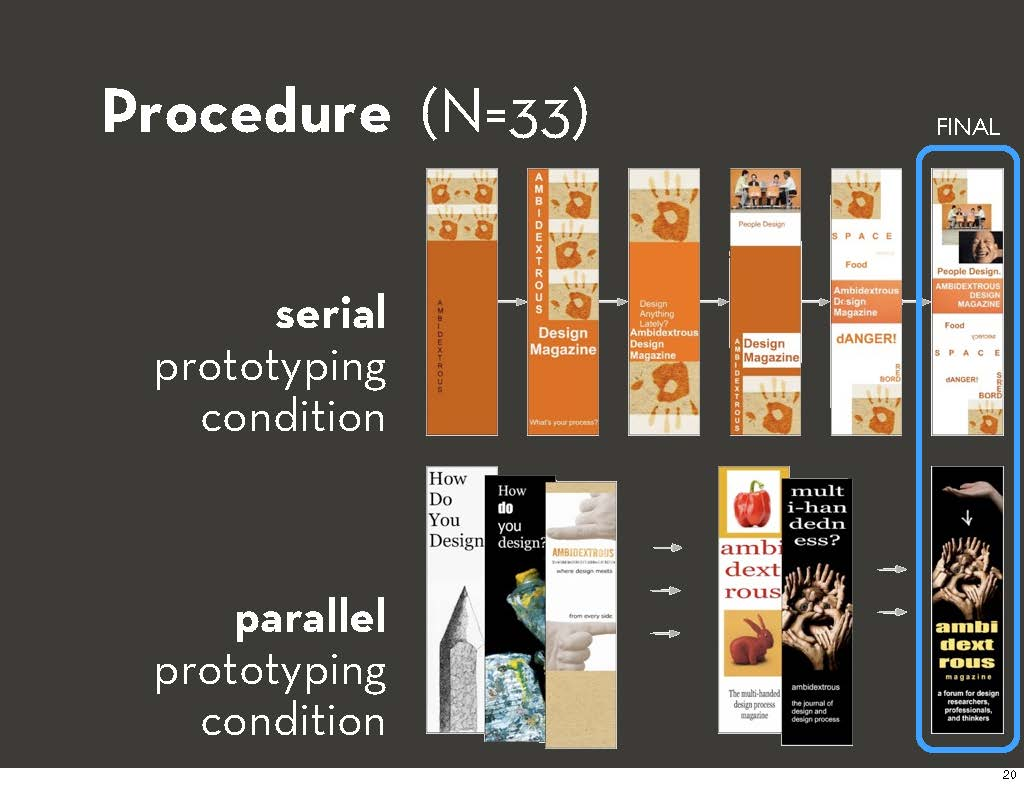 Procedure (N=33)
FINAL
serial
prototyping
condition
AMBIDEXTROUS
AMBIDEXTROUS
Design
Magazine
What's your process?
Design
Anything
Lately?
Ambidextrous
Design
Magazine
People Design
AMBIDEXTROUS
Design
Magazine
SPACE
Food
Ambidextrous
Design
Magazine
dANGER!
RE
BORD
People Design.
AMBIDEXTROUS
DESIGN
MAGAZINE
Food
SPACE
dANGER!
SRE
BORD
parallel
prototyping
condition
How
Do
You
Design
How
do
you
design?
AMBIDEXTROUS
where design meets
from every side
ambi
dext
rous
The multi-handed
design process
magazine
mult
i-han
dedn
ess?
ambidextrous
the journal of
design and
design process
ambi
dext
rous
magazine
a forum for design
researchers,
professionals,
and thinkers
20